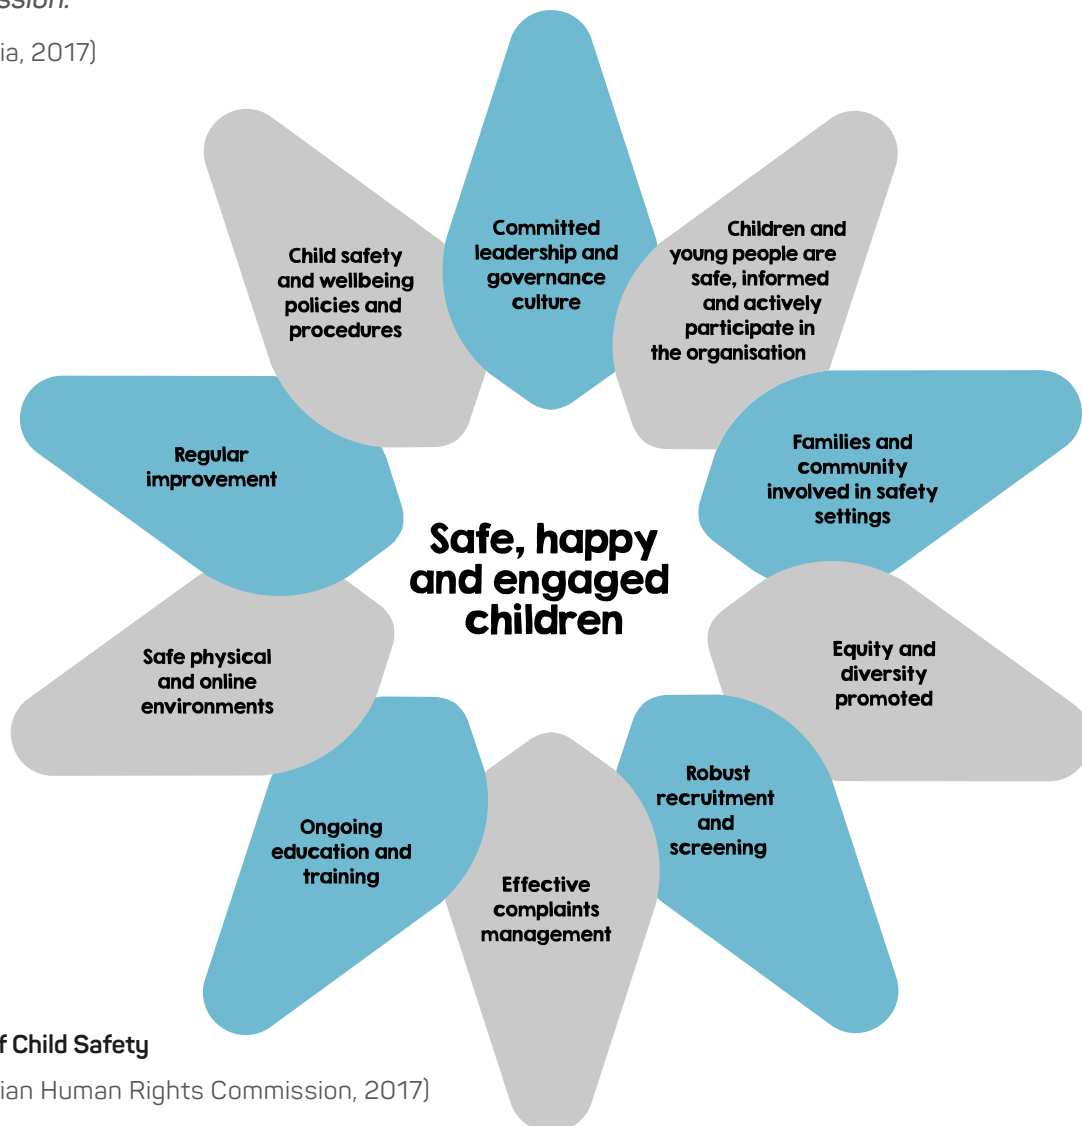 ssion.
ia, 2017)
Committed
leadership and
governance
culture
Children and
young people are
safe, informed
and actively
participate in
the organisation
Families and
community
involved in safety
settings
Equity and
diversity
promoted
Robust
recruitment
and
screening
Effective
complaints
management
Ongoing
education and
training
Safe physical
and online
environments
Regular
improvement
Child safety
and wellbeing
policies and
procedures
Safe, happy
and engaged
children
f Child Safety
ian Human Rights Commission, 2017)